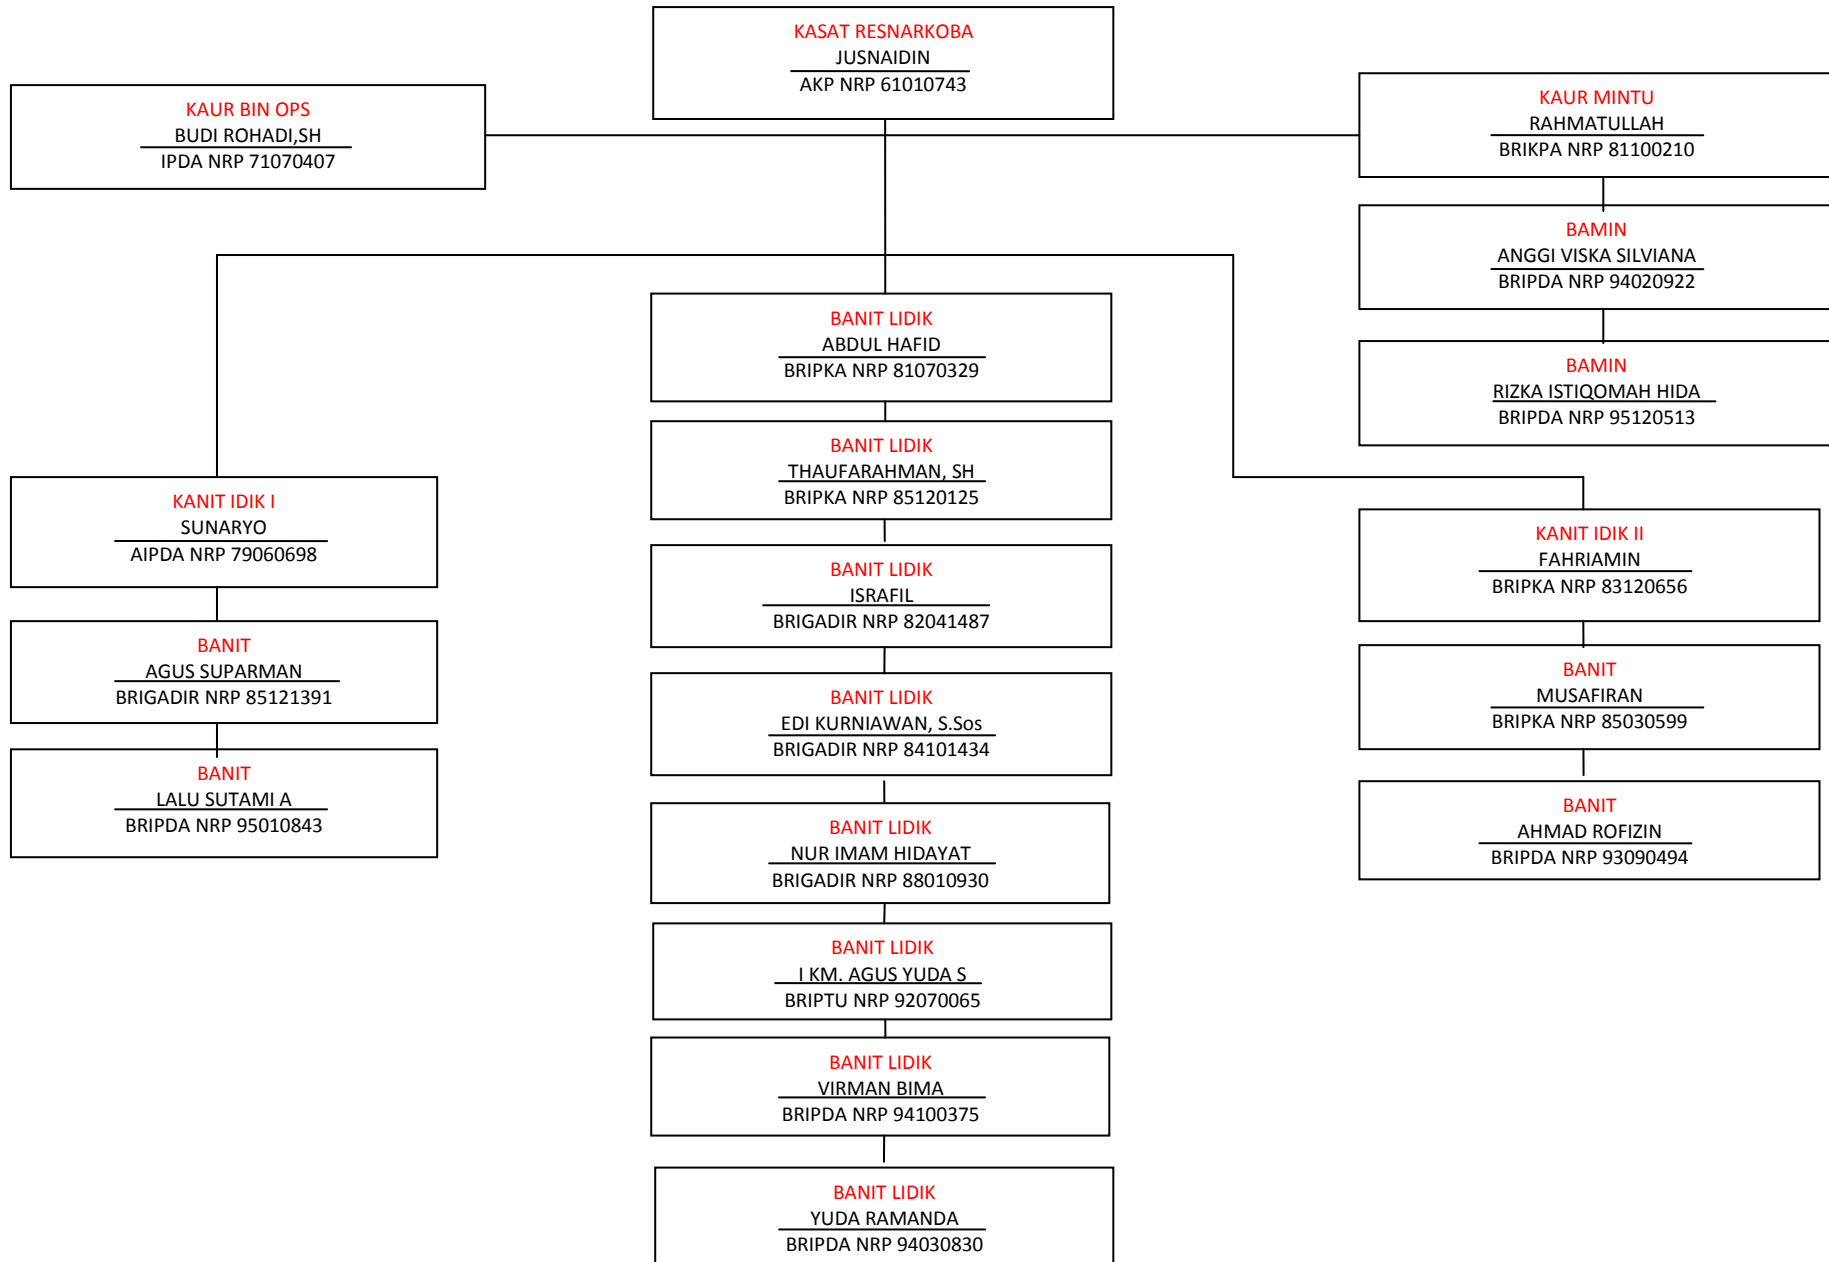 KASAT RESNARKOBA
JUSNAIDIN
AKP NRP 61010743
KAUR BIN OPS
BUDI ROHADI,SH
IPDA NRP 71070407
KAUR MINTU
RAHMATULLAH
BRIKPA NRP 81100210
BAMIN
ANGGI VISKA SILVIANA
BRIPDA NRP 94020922
BAMIN
RIZKA ISTIQOMAH HIDA
BRIPDA NRP 95120513
BANIT LIDIK
ABDUL HAFID
BRIPKA NRP 81070329
BANIT LIDIK
THAUFARAHMAN, SH
BRIPKA NRP 85120125
BANIT LIDIK
ISRAFIL
BRIGADIR NRP 82041487
BANIT LIDIK
EDI KURNIAWAN, S.Sos
BRIGADIR NRP 84101434
BANIT LIDIK
NUR IMAM HIDAYAT
BRIGADIR NRP 88010930
BANIT LIDIK
I KM. AGUS YUDA S
BRIPTU NRP 92070065
BANIT LIDIK
VIRMAN BIMA
BRIPDA NRP 94100375
BANIT LIDIK
YUDA RAMANDA
BRIPDA NRP 94030830
KANIT IDIK I
SUNARYO
AIPDA NRP 79060698
BANIT
AGUS SUPARMAN
BRIGADIR NRP 85121391
BANIT
LALU SUTAMI A
BRIPDA NRP 95010843
KANIT IDIK II
FAHRIAMIN
BRIPKA NRP 83120656
BANIT
MUSAFIRAN
BRIPKA NRP 85030599
BANIT
AHMAD ROFIZIN
BRIPDA NRP 93090494